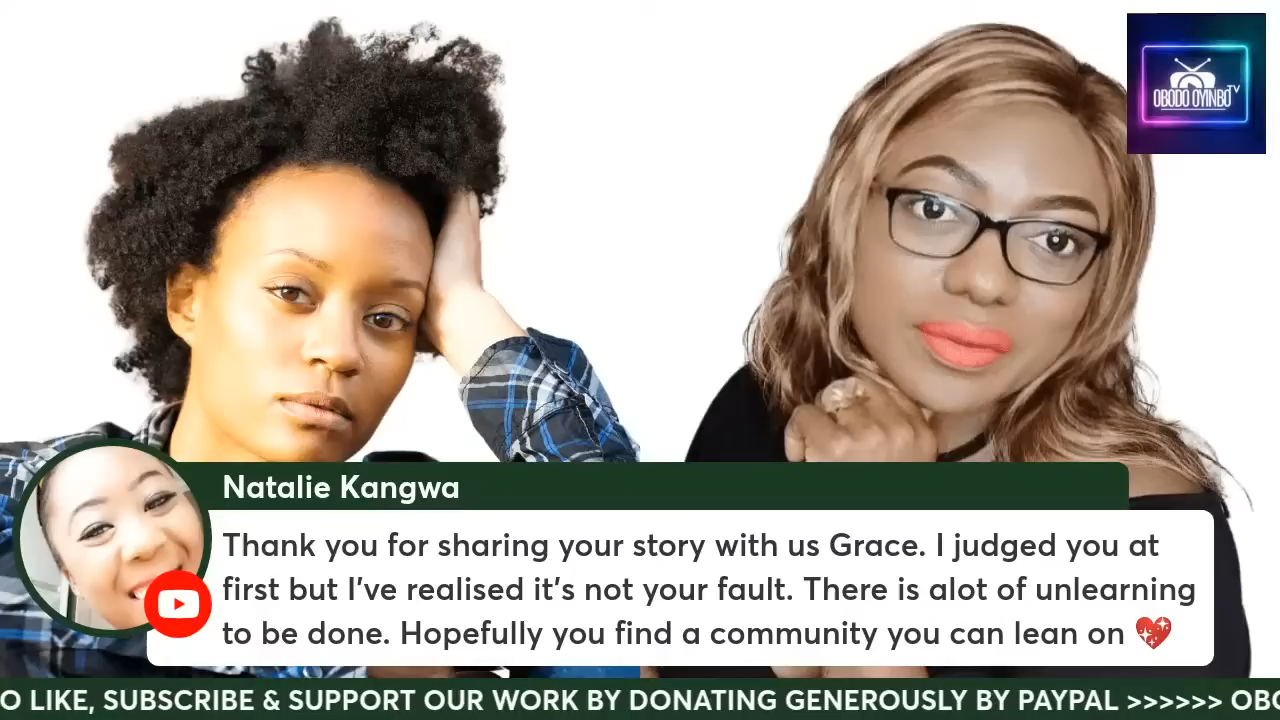 OBODO OYINBO TV
Natalie Kangwa
Thank you for sharing your story with us Grace. I judged you at
first but I've realised it's not your fault. There is alot of unlearning
to be done. Hopefully you find a community you can lean on 💖
O LIKE, SUBSCRIBE & SUPPORT OUR WORK BY DONATING GENEROUSLY BY PAYPAL >>>>>> OBO